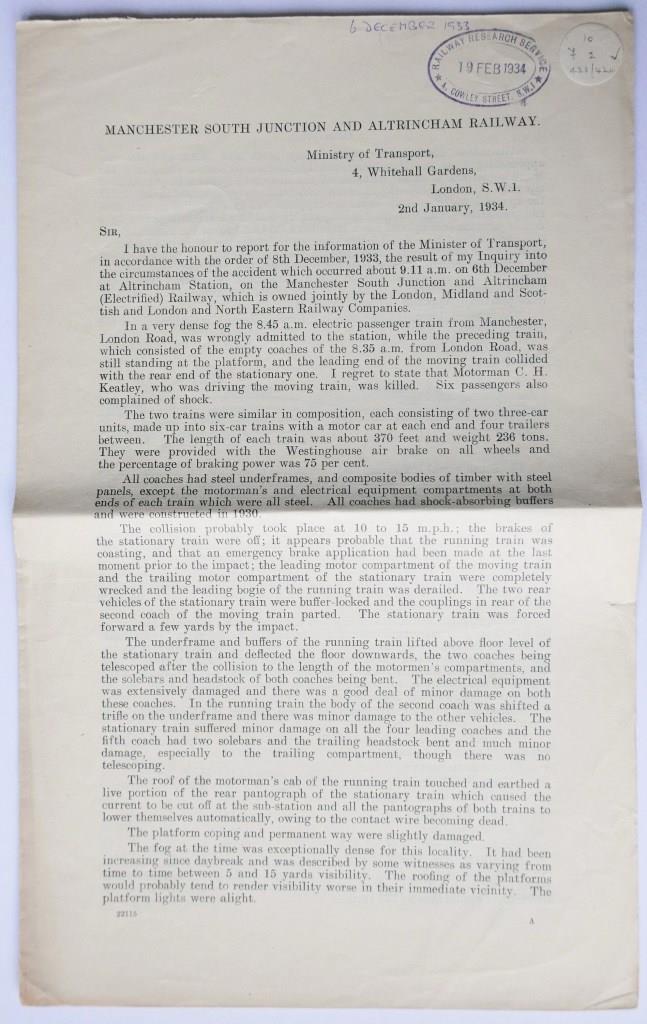 6 DECEMBER 1933
RAILWAY RESEARCH SERVICE
19 FEB 1934
4, COWLEY STREET, S.W.1
10
MANCHESTER SOUTH JUNCTION AND ALTRINCHAM RAILWAY.
Ministry of Transport,
4, Whitehall Gardens,
London, S.W.1.
2nd January, 1934.
SIR,
I have the honour to report for the information of the Minister of Transport,
in accordance with the order of 8th December, 1933, the result of my Inquiry into
the circumstances of the accident which occurred about 9.11 a.m. on 6th December
at Altrincham Station, on the Manchester South Junction and Altrincham
(Electrified) Railway, which is owned jointly by the London, Midland and Scot-
tish and London and North Eastern Railway Companies.
In a very dense fog the 8.45 a.m. electric passenger train from Manchester,
London Road, was wrongly admitted to the station, while the preceding train,
which consisted of the empty coaches of the 8.35 a.m. from London Road, was
still standing at the platform, and the leading end of the moving train collided
with the rear end of the stationary one. I regret to state that Motorman C. H.
Keatley, who was driving the moving train, was killed. Six passengers also
complained of shock.
The two trains were similar in composition, each consisting of two three-car
units, made up into six-car trains with a motor car at each end and four trailers
between. The length of each train was about 370 feet and weight 236 tons.
They were provided with the Westinghouse air brake on all wheels and
the percentage of braking power was 75 per cent.
All coaches had steel underframes, and composite bodies of timber with steel
panels, except the motorman's and electrical equipment compartments at both
ends of each train which were all steel. All coaches had shock-absorbing buffers
and were constructed in 1930.
The collision probably took place at 10 to 15 m.p.h.; the brakes of
the stationary train were off; it appears probable that the running train was
coasting, and that an emergency brake application had been made at the last
moment prior to the impact; the leading motor compartment of the moving train
and the trailing motor compartment of the stationary train were completely
wrecked and the leading bogie of the running train was derailed. The two rear
vehicles of the stationary train were buffer-locked and the couplings in rear of the
second coach of the moving train parted. The stationary train was forced
forward a few yards by the impact.
The underframe and buffers of the running train lifted above floor level of
the stationary train and deflected the floor downwards, the two coaches being
telescoped after the collision to the length of the motormen's compartments, and
the solebars and headstock of both coaches being bent. The electrical equipment
was extensively damaged and there was a good deal of minor damage on both
these coaches. In the running train the body of the second coach was shifted a
trifle on the underframe and there was minor damage to the other vehicles. The
stationary train suffered minor damage on all the four leading coaches and the
fifth coach had two solebars and the trailing headstock bent and much minor
damage, especially to the trailing compartment, though there was no
telescoping.
The roof of the motorman's cab of the running train touched and earthed a
live portion of the rear pantograph of the stationary train which caused the
current to be cut off at the sub-station and all the pantographs of both trains to
lower themselves automatically, owing to the contact wire becoming dead.
The platform coping and permanent way were slightly damaged.
The fog at the time was exceptionally dense for this locality. It had been
increasing since daybreak and was described by some witnesses as varying from
time to time between 5 and 15 yards visibility. The roofing of the platforms
would probably tend to render visibility worse in their immediate vicinity. The
platform lights were alight.
22115
A